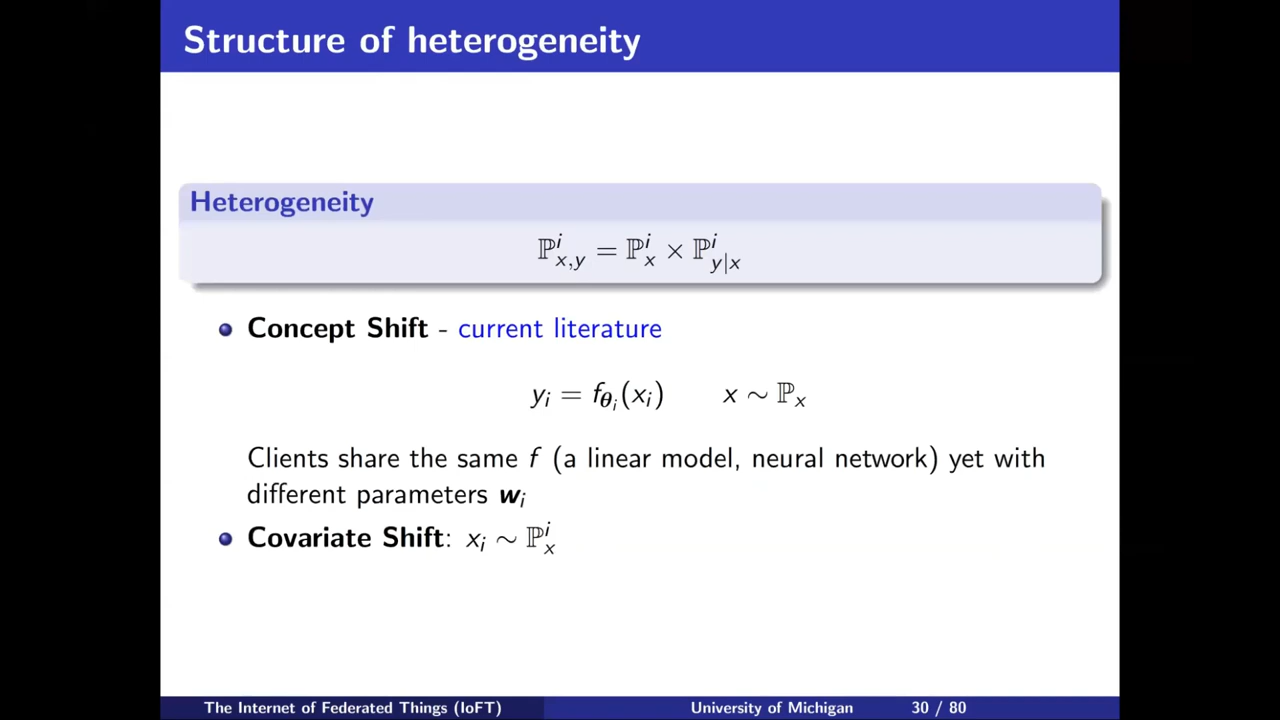 Structure of heterogeneity
Heterogeneity
ℙ^i_{x,y} = ℙ^i_x × ℙ^i_{y|x}
Concept Shift - current literature
y_i = f_{θ_i}(x_i) x ∼ ℙ_x
Clients share the same f (a linear model, neural network) yet with
different parameters w_i
Covariate Shift: x_i ∼ ℙ^i_x
The Internet of Federated Things (IoFT) University of Michigan 30 / 80